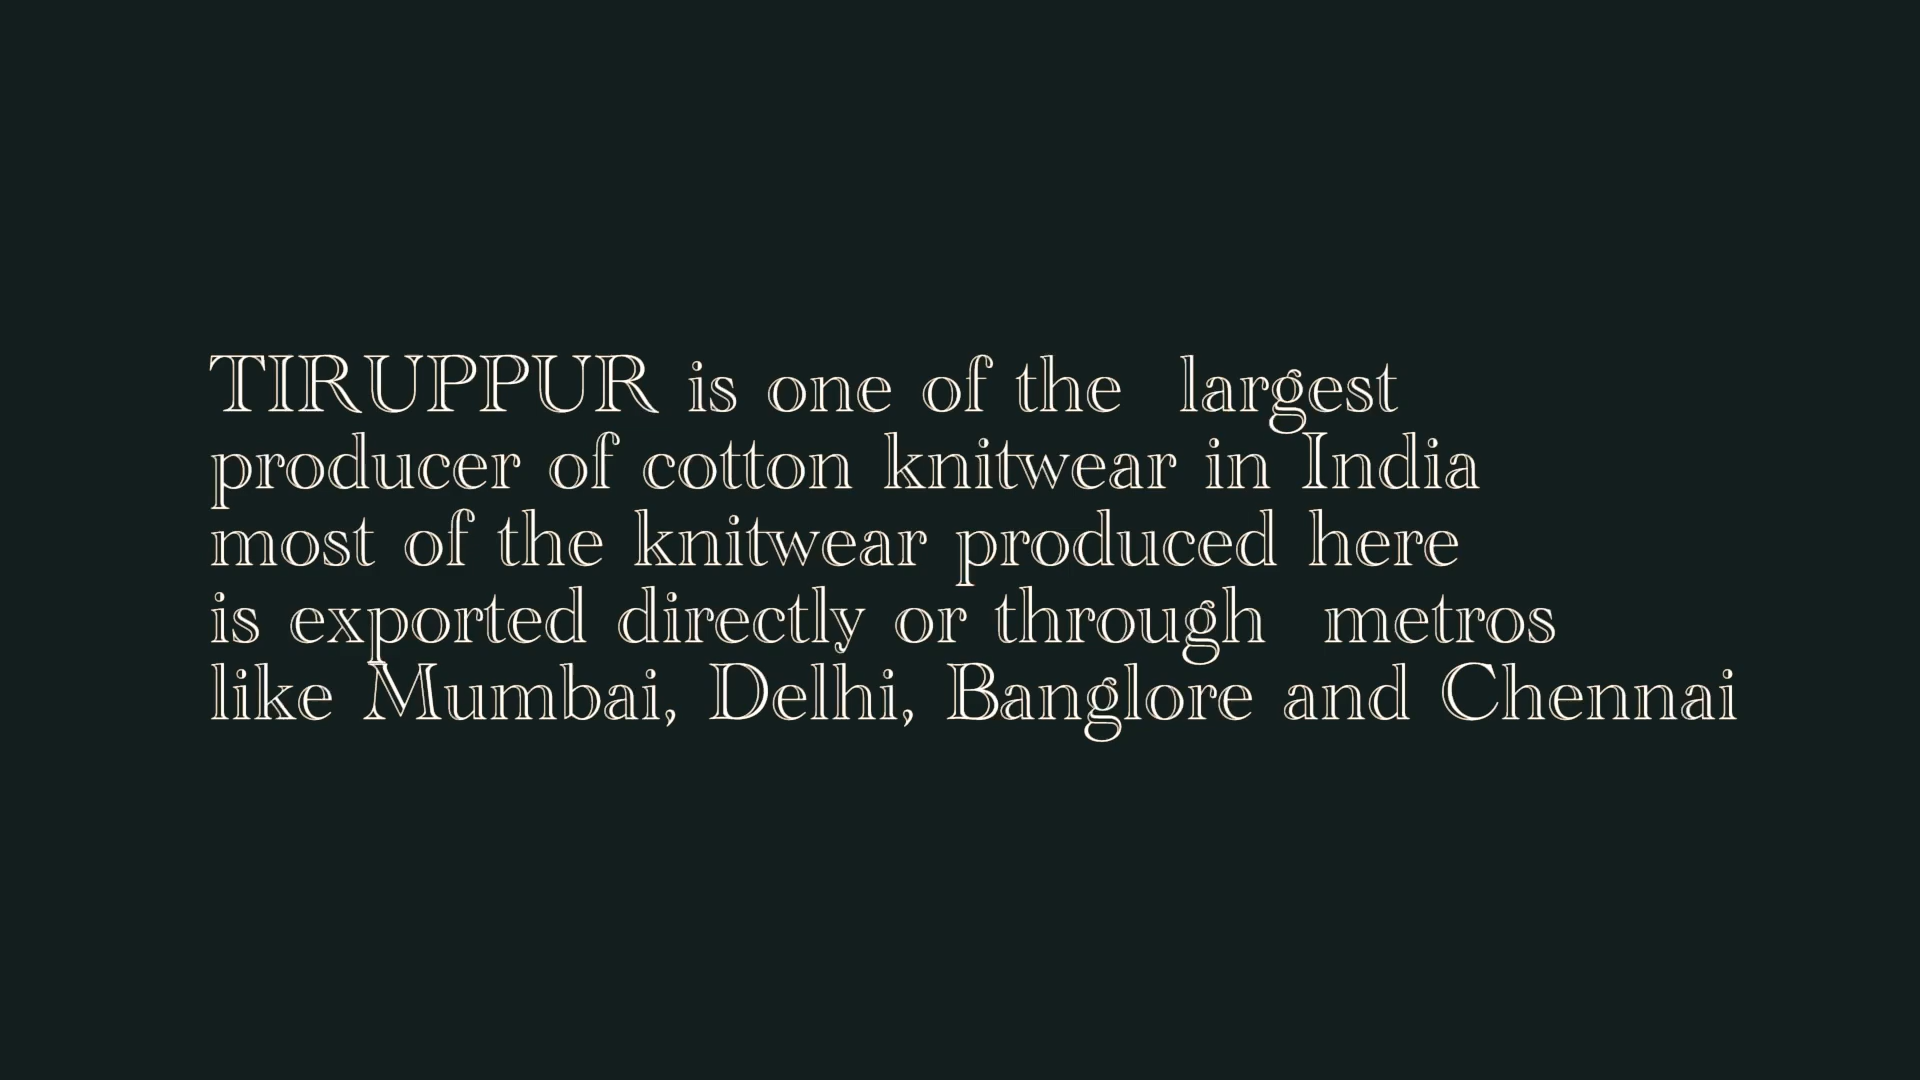 TIRUPPUR is one of the  largest
producer of cotton knitwear in India
most of the knitwear produced here
is exported directly or through  metros
like Mumbai, Delhi, Banglore and Chennai